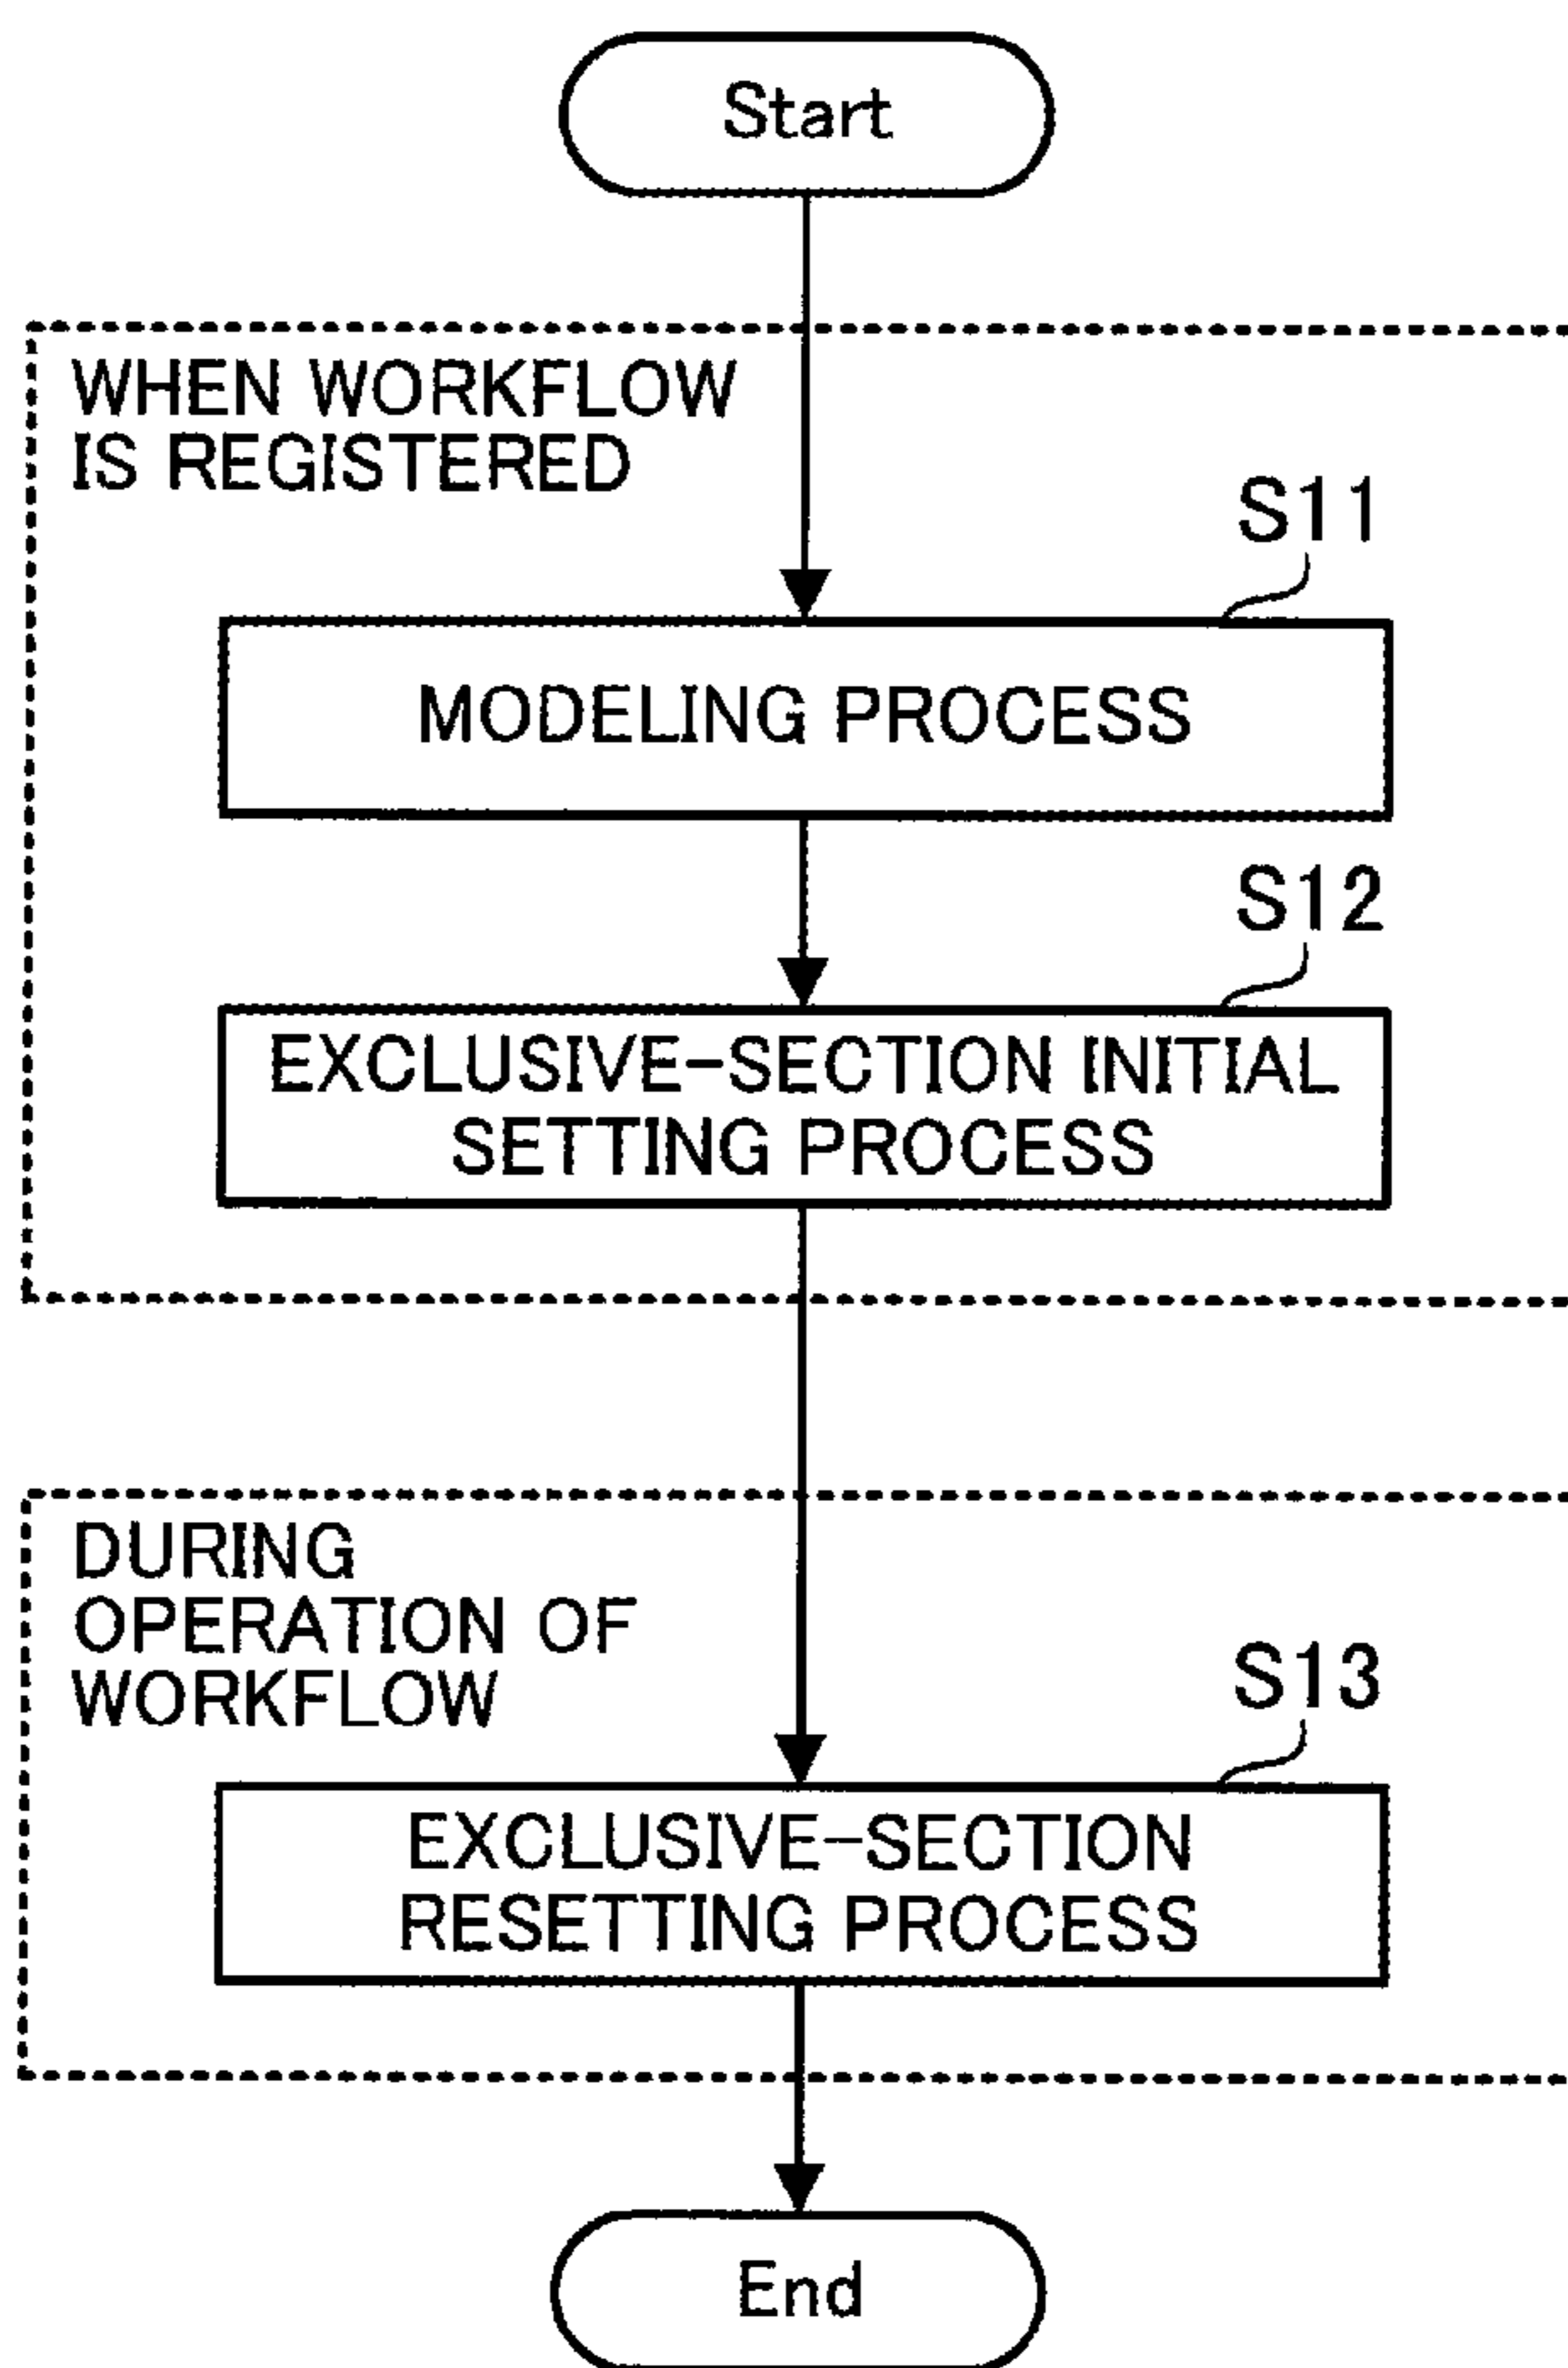 Start
WHEN WORKFLOW
IS REGISTERED
S11
MODELING PROCESS
S12
EXCLUSIVE-SECTION INITIAL
SETTING PROCESS
DURING
OPERATION OF
WORKFLOW
S13
EXCLUSIVE-SECTION
RESETTING PROCESS
End